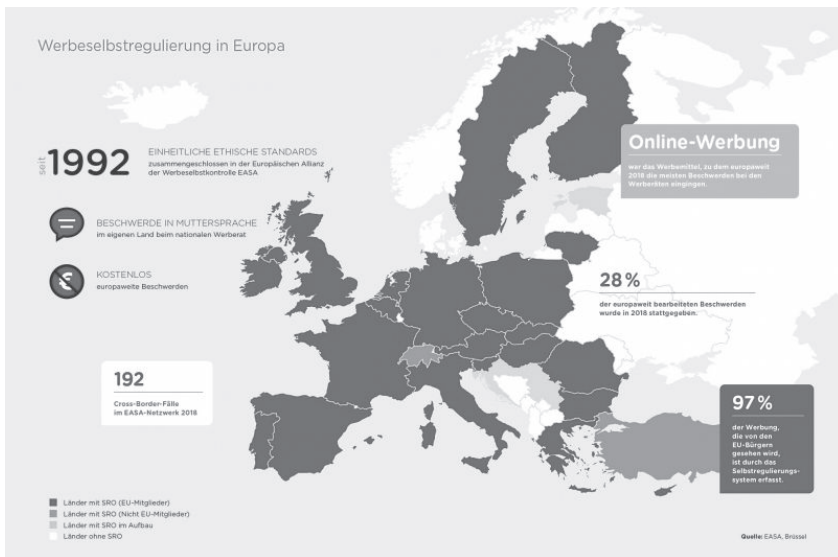 Werbeselbstregulierung in Europa
seit 1992
EINHEITLICHE ETHISCHE STANDARDS
zusammengeschlossen in der Europäischen Allianz
der Werbeselbstkontrolle EASA
BESCHWERDE IN MUTTERSPRACHE
im eigenen Land beim nationalen Werberat
KOSTENLOS
europaweite Beschwerden
Online-Werbung
war das Werbemittel, zu dem europaweit
2018 die meisten Beschwerden bei den
Werberäten eingingen.
28 %
der europaweit bearbeiteten Beschwerden
wurde in 2018 stattgegeben.
192
Cross-Border-Fälle
im EASA-Netzwerk 2018
97 %
der Werbung,
die von den
EU-Bürgern
gesehen wird,
ist durch das
Selbstregulierungs-
system erfasst.
Länder mit SRO (EU-Mitglieder)
Länder mit SRO (Nicht EU-Mitglieder)
Länder mit SRO im Aufbau
Länder ohne SRO
Quelle: EASA, Brüssel